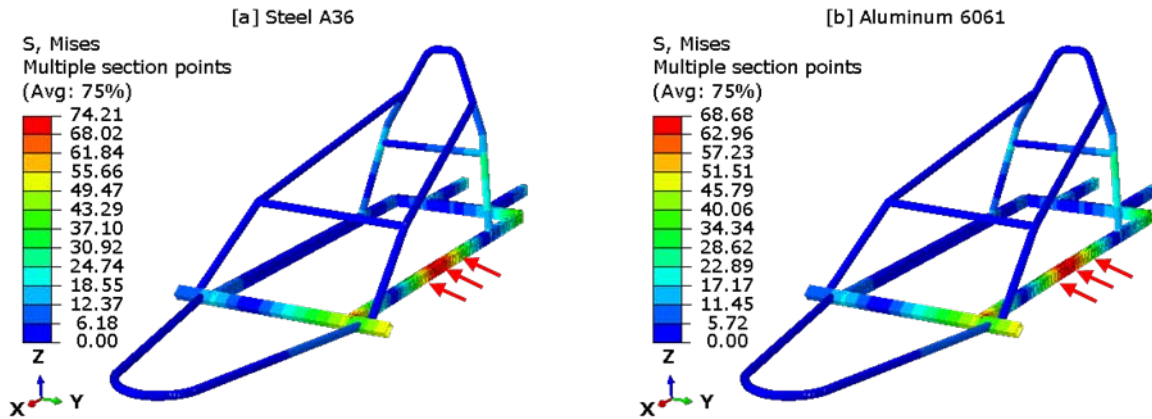 [a] Steel A36
S, Mises
Multiple section points
(Avg: 75%)
74.21
68.02
61.84
55.66
49.47
43.29
37.10
30.92
24.74
18.55
12.37
6.18
0.00
Z
X
Y
[b] Aluminum 6061
S, Mises
Multiple section points
(Avg: 75%)
68.68
62.96
57.23
51.51
45.79
40.06
34.34
28.62
22.89
17.17
11.45
5.72
0.00
Z
X
Y